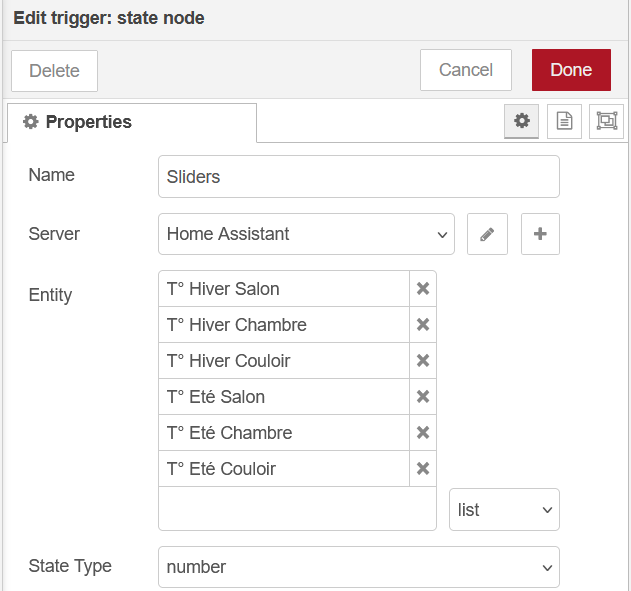 Edit trigger: state node
Delete
Cancel
Done
Properties
Name
Sliders
Server
Home Assistant
Entity
T° Hiver Salon
T° Hiver Chambre
T° Hiver Couloir
T° Eté Salon
T° Eté Chambre
T° Eté Couloir
list
State Type
number